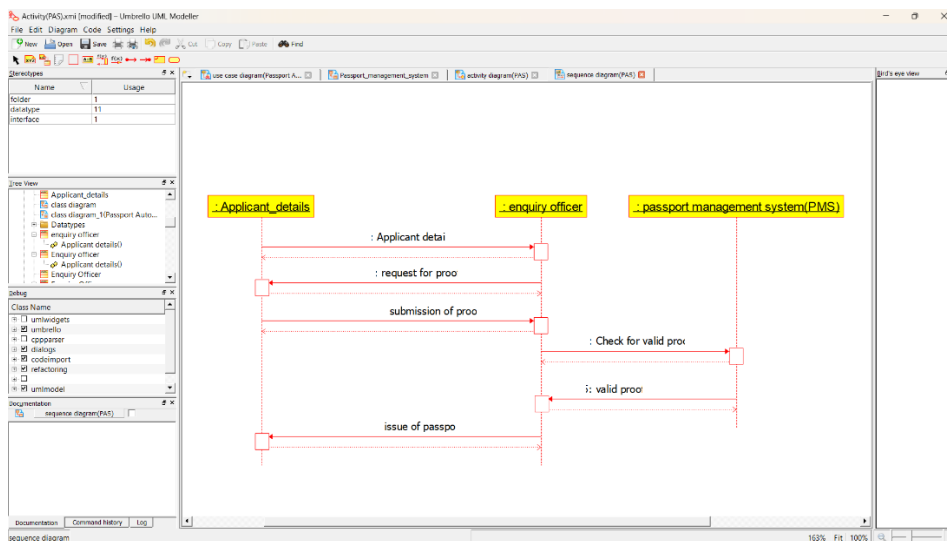 Activity(PAS).xmi [modified] – Umbrello UML Modeller
File Edit Diagram Code Settings Help
New Open Save Cut Copy Paste Find
Stereotypes
Name Usage
folder 1
datatype 11
interface 1
use case diagram(Passport A... Passport_management_system activity diagram(PAS) sequence diagram(PAS)
Bird's eye view
Tree View
Applicant_details
class diagram
class diagram_1(Passport Auto...
Datatypes
enquiry officer
Applicant details()
Enquiry officer
Applicant details()
Enquiry Officer
Debug
Class Name
umlwidgets
umbrello
cppparser
dialogs
codeimport
refactoring
umlmodel
Documentation
sequence diagram(PAS)
Documentation Command history Log
: Applicant_details : enquiry officer : passport management system(PMS)
: Applicant detai
: request for proo
submission of proo
: Check for valid proo
5: valid proof
issue of passpo
sequence diagram
163% Fit 100%